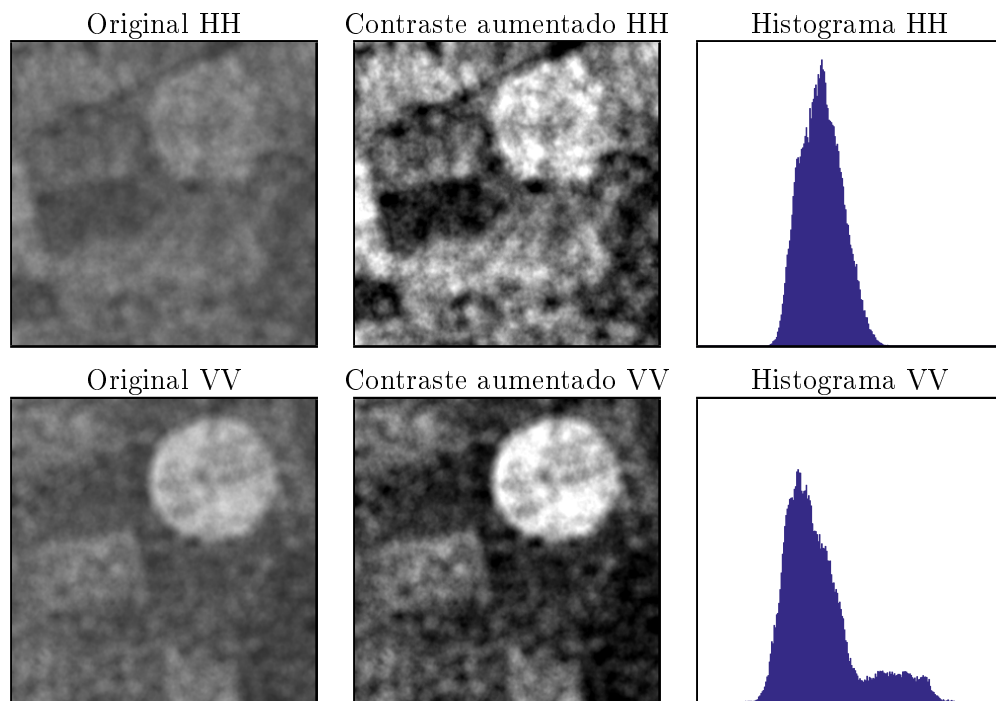 Original HH
Contraste aumentado HH
Histograma HH
Original VV
Contraste aumentado VV
Histograma VV